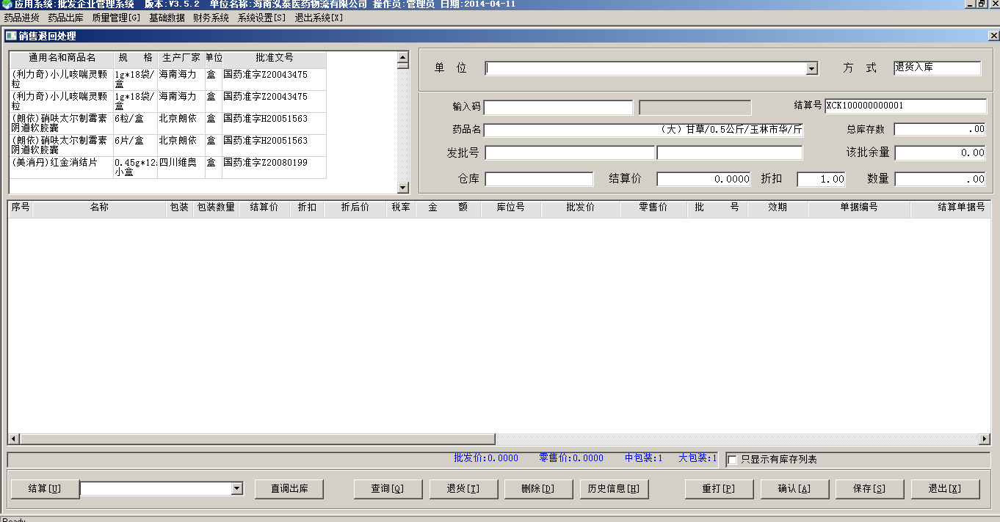 应用系统:批发企业管理系统 版本:V3.5.2 单位名称:海南泓泰医药物流有限公司 操作员:管理员 日期:2014-04-11
药品进货 药品出库 质量管理[G] 基础数据 财务系统 系统设置[S] 退出系统[X]
销售退回处理
通用名和商品名 规 格 生产厂家 单位 批准文号
(利力奇)小儿咳喘灵颗粒 1g*18袋/盒 海南海力 盒 国药准字Z20043475
(利力奇)小儿咳喘灵颗粒 1g*18袋/盒 海南海力 盒 国药准字Z20043475
(朗依)硝呋太尔制霉素阴道软胶囊 6粒/盒 北京朗依 盒 国药准字H20051563
(朗依)硝呋太尔制霉素阴道软胶囊 6片/盒 北京朗依 盒 国药准字H20051563
(美消丹)红金消结片 0.45g*12 小盒 四川维奥 盒 国药准字Z20080199
单 位 方 式 退货入库
输入码 结算号 XCK100000000001
药品名 (大) 甘草/0.5公斤/玉林市华/斤 总库存数 .00
发批号 该批余量 0.00
仓库 结算价 0.0000 折扣 1.00 数量 .00
序号 名称 包装 包装数量 结算价 折扣 折后价 税率 金 额 库位号 批发价 零售价 批 号 效期 单据编号 结算单据号
批发价:0.0000 零售价:0.0000 中包装:1 大包装:1 只显示有库存列表
结算[U] 直调出库 查询[Q] 退货[T] 删除[D] 历史信息[H] 重打[P] 确认[A] 保存[S] 退出[X]
Ready